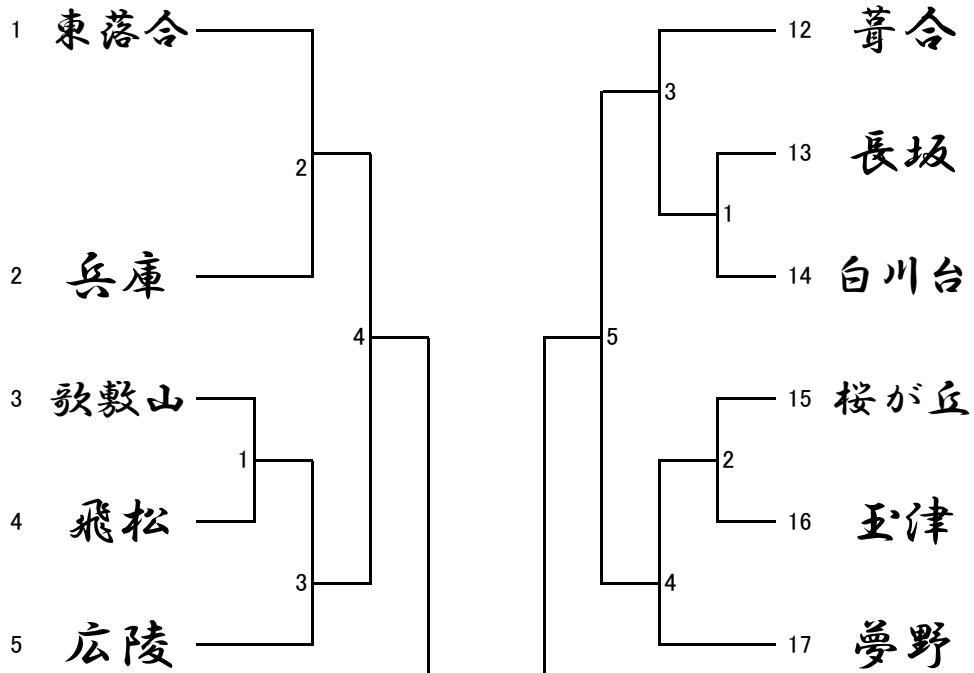 1 東落合
2
2 兵庫
4
3 歌敷山
1
4 飛松
3
5 広陵
12 葺合
3
13 長坂
1
14 白川台
5
15 桜が丘
2
16 玉津
4
17 夢野